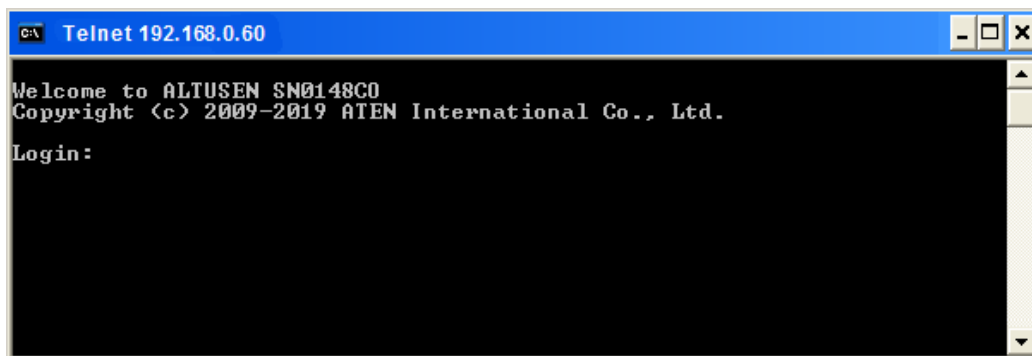 Telnet 192.168.0.60
Welcome to ALTUSEN SN0148CO
Copyright (c) 2009-2019 ATEN International Co., Ltd.
Login: